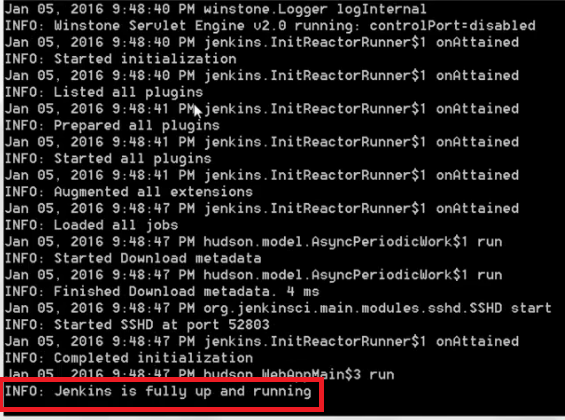 Jan 05, 2016 9:48:40 PM winstone.Logger logInternal
INFO: Winstone Servlet Engine v2.0 running: controlPort=disabled
Jan 05, 2016 9:48:40 PM jenkins.InitReactorRunner$1 onAttained
INFO: Started initialization
Jan 05, 2016 9:48:40 PM jenkins.InitReactorRunner$1 onAttained
INFO: Listed all plugins
Jan 05, 2016 9:48:41 PM jenkins.InitReactorRunner$1 onAttained
INFO: Prepared all plugins
Jan 05, 2016 9:48:41 PM jenkins.InitReactorRunner$1 onAttained
INFO: Started all plugins
Jan 05, 2016 9:48:41 PM jenkins.InitReactorRunner$1 onAttained
INFO: Augmented all extensions
Jan 05, 2016 9:48:47 PM jenkins.InitReactorRunner$1 onAttained
INFO: Loaded all jobs
Jan 05, 2016 9:48:47 PM hudson.model.AsyncPeriodicWork$1 run
INFO: Started Download metadata
Jan 05, 2016 9:48:47 PM hudson.model.AsyncPeriodicWork$1 run
INFO: Finished Download metadata. 4 ms
Jan 05, 2016 9:48:47 PM org.jenkinsci.main.modules.sshd.SSHD start
INFO: Started SSHD at port 52803
Jan 05, 2016 9:48:47 PM jenkins.InitReactorRunner$1 onAttained
INFO: Completed initialization
Jan 05, 2016 9:48:47 PM hudson.WebAppMain$3 run
INFO: Jenkins is fully up and running